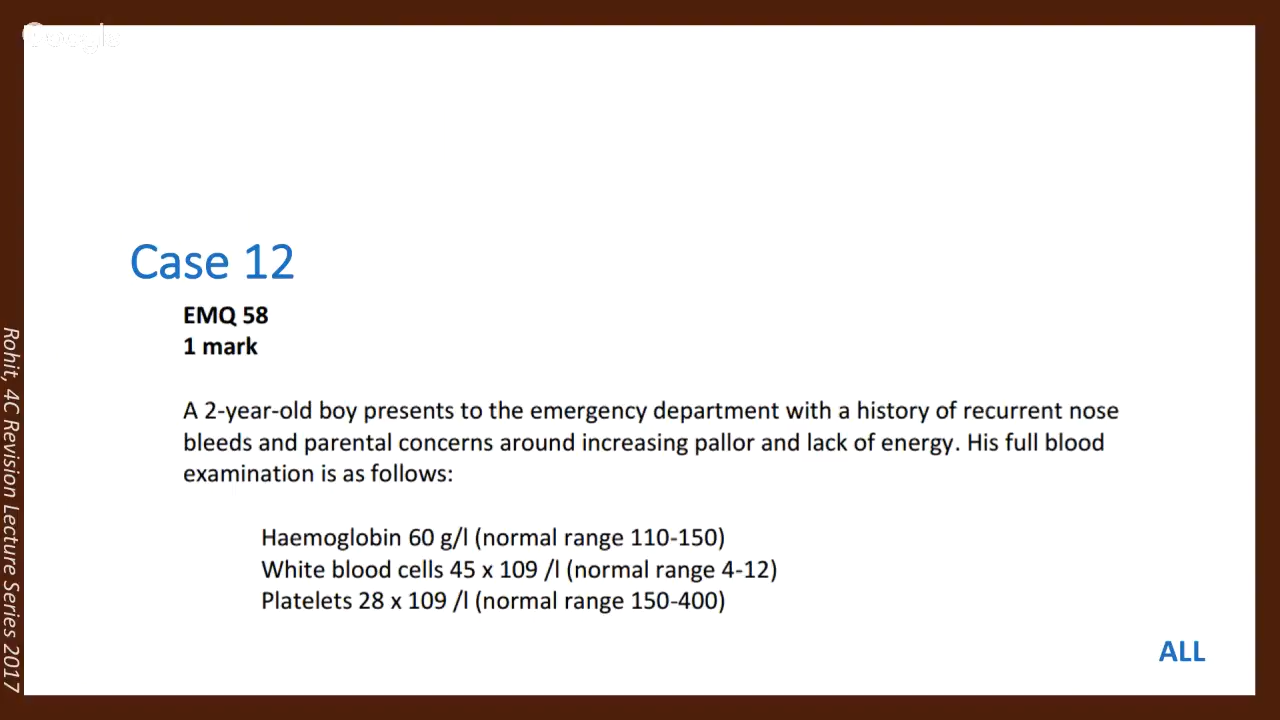 Google
Case 12
EMQ 58
1 mark
A 2-year-old boy presents to the emergency department with a history of recurrent nose
bleeds and parental concerns around increasing pallor and lack of energy. His full blood
examination is as follows:
Haemoglobin 60 g/l (normal range 110-150)
White blood cells 45 x 109 /l (normal range 4-12)
Platelets 28 x 109 /l (normal range 150-400)
ALL
Rohit, 4C Revision Lecture Series 2017